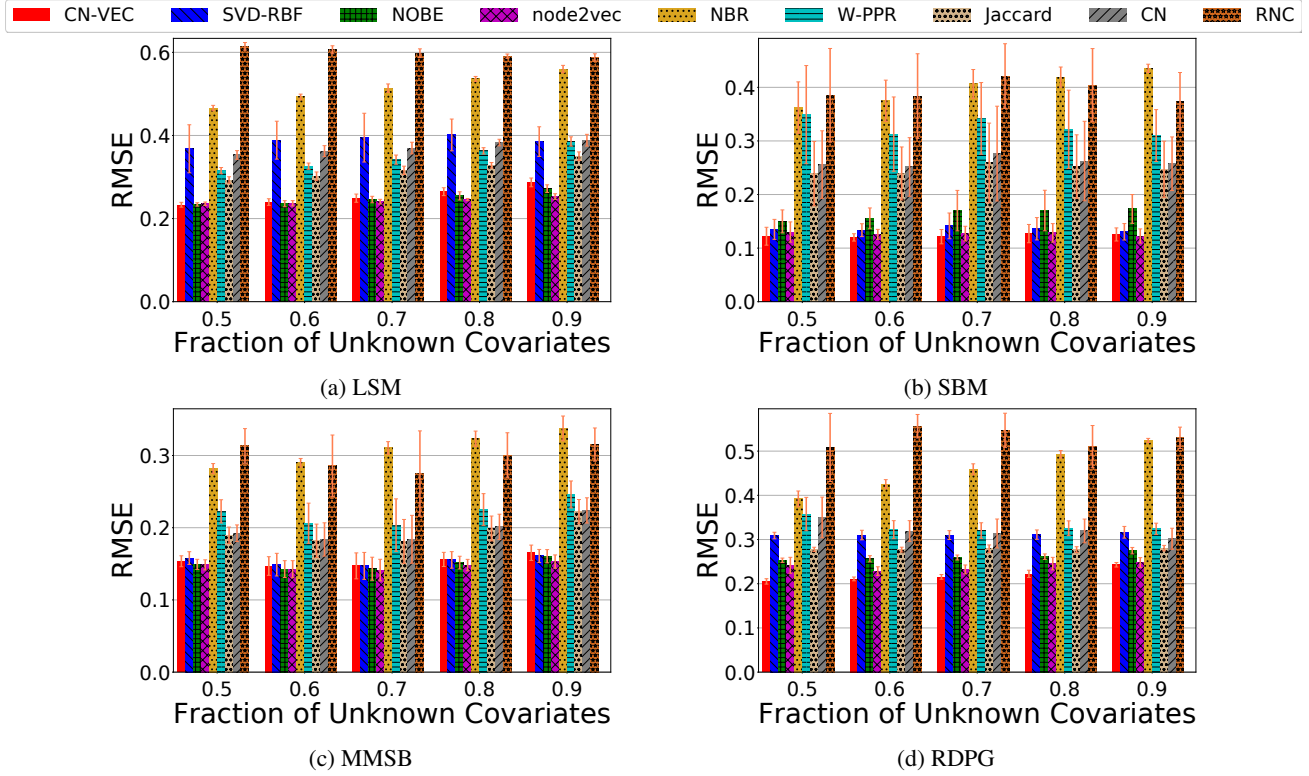 CN-VEC SVD-RBF NOBE node2vec NBR W-PPR Jaccard CN RNC
RMSE
0.6
0.4
0.2
0.0
0.5 0.6 0.7 0.8 0.9
Fraction of Unknown Covariates
(a) LSM
RMSE
0.4
0.3
0.2
0.1
0.0
0.5 0.6 0.7 0.8 0.9
Fraction of Unknown Covariates
(b) SBM
RMSE
0.3
0.2
0.1
0.0
0.5 0.6 0.7 0.8 0.9
Fraction of Unknown Covariates
(c) MMSB
RMSE
0.5
0.4
0.3
0.2
0.1
0.0
0.5 0.6 0.7 0.8 0.9
Fraction of Unknown Covariates
(d) RDPG